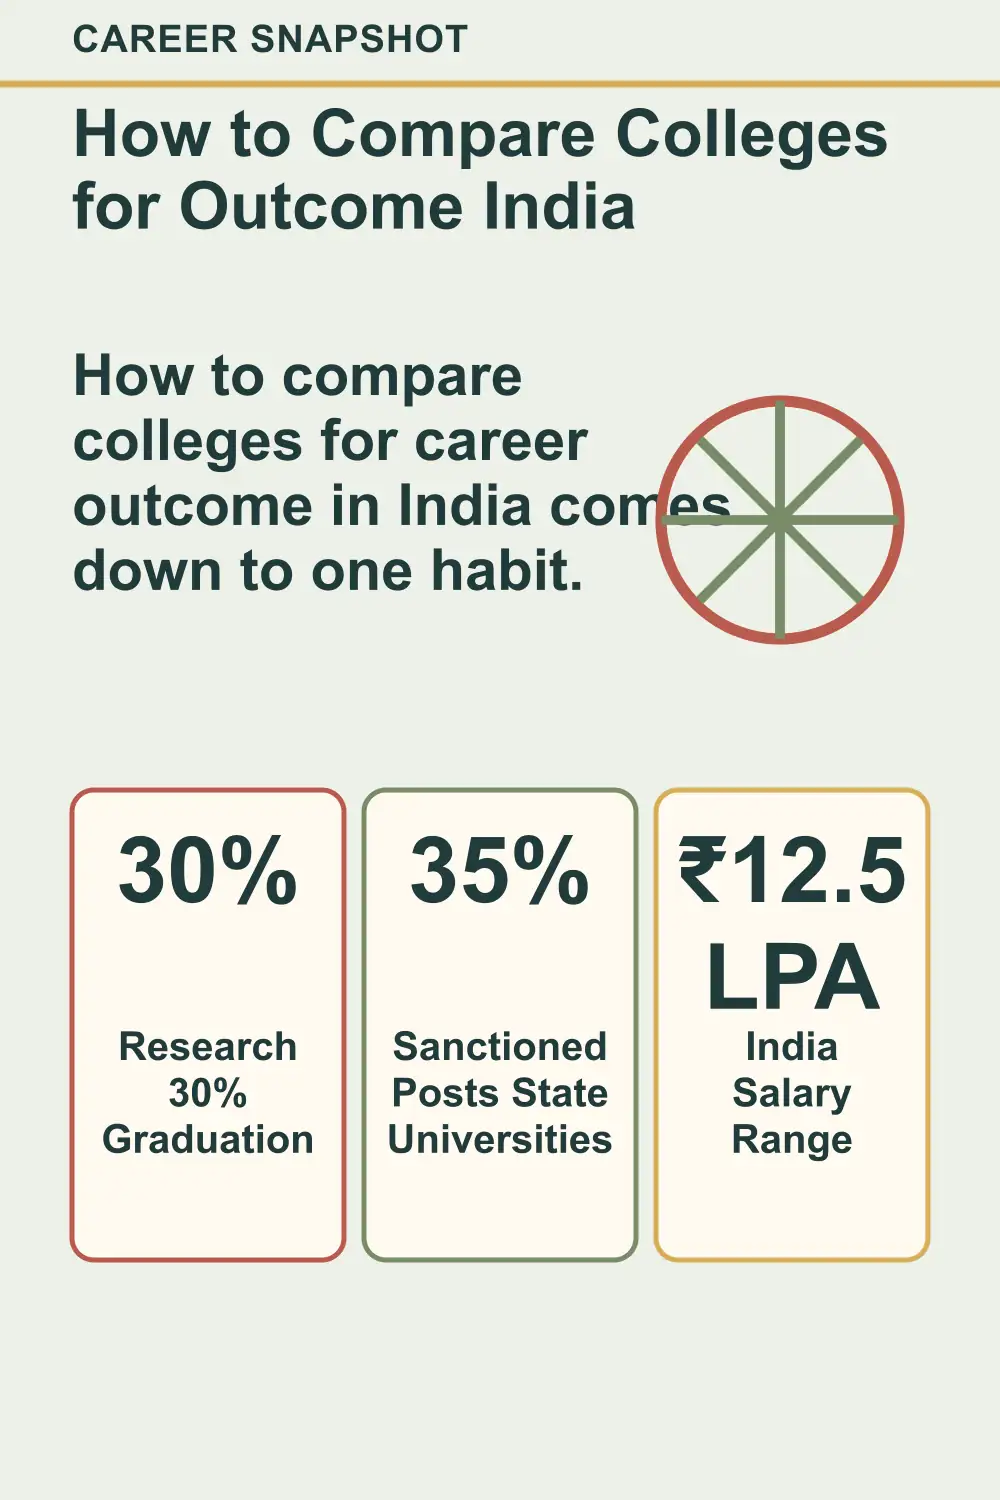 CAREER SNAPSHOT
How to Compare Colleges
for Outcome India
How to compare
colleges for career
outcome in India comes
down to one habit.
30%
Research
30%
Graduation
35%
Sanctioned
Posts State
Universities
₹12.5
LPA
India
Salary
Range